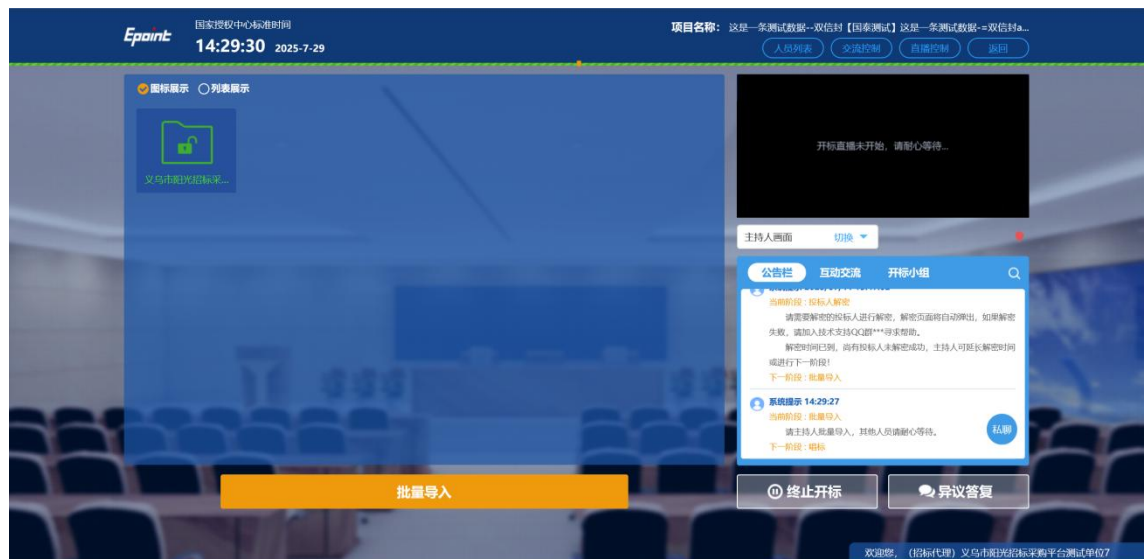 Epoint
国家授权中心标准时间
14:29:30 2025-7-29
项目名称： 这是一条测试数据--双信封【国泰测试】这是一条测试数据-=双信封a...
人员列表 交流控制 直播控制 返回
图标展示 列表展示
义乌市阳光招标采...
开标直播未开始，请耐心等待...
主持人画面 切换
公告栏 互动交流 开标小组
当前阶段：投标人解密
请需要解密的投标人进行解密，解密页面将自动弹出，如果解密
失败，请加入技术支持QQ群***寻求帮助。
解密时间已到，尚有投标人未解密成功，主持人可延长解密时间
或进行下一阶段！
下一阶段：批量导入
系统提示 14:29:27
当前阶段：批量导入
请主持人批量导入，其他人员请耐心等待。
下一阶段：唱标
私聊
批量导入
终止开标 异议答复
欢迎您，（招标代理）义乌市阳光招标采购平台测试单位7